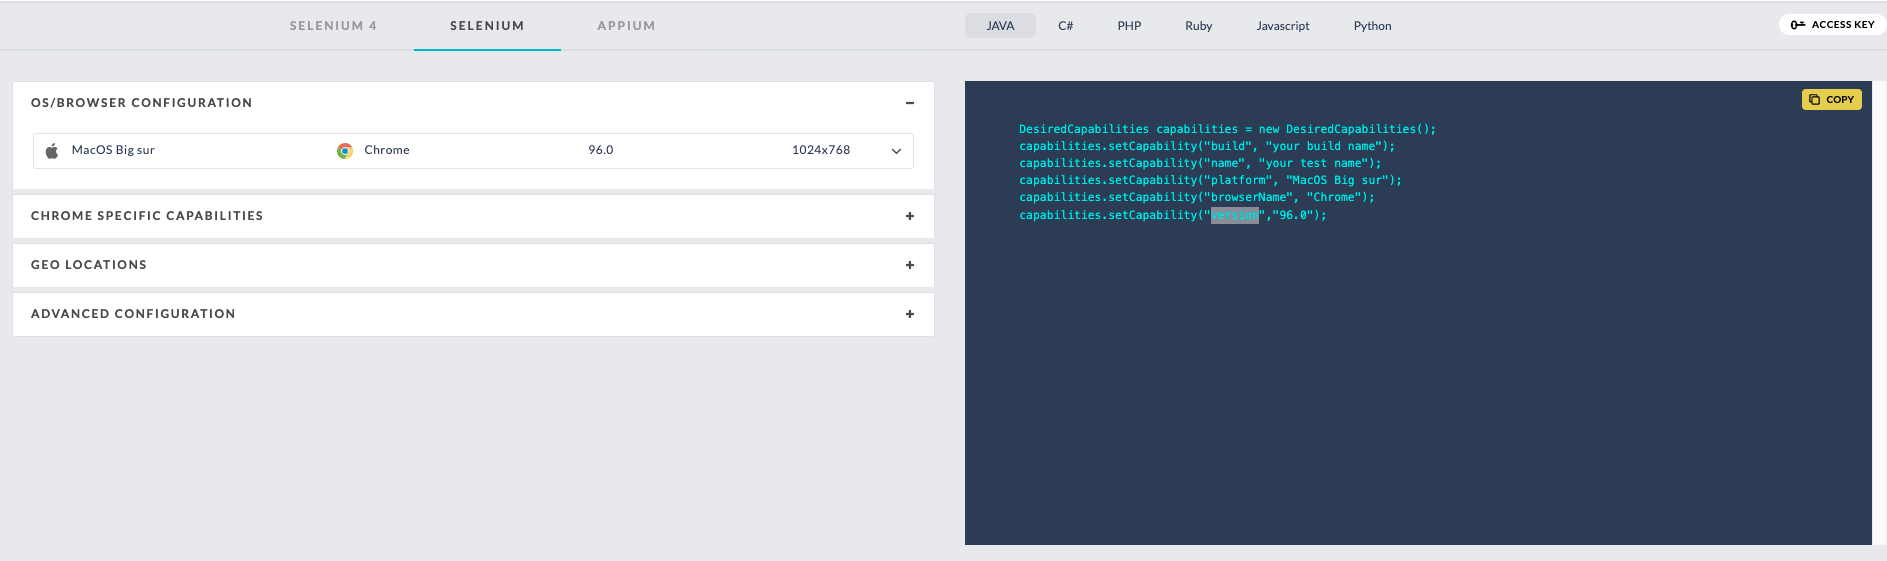 SELENIUM 4 SELENIUM APPIUM
JAVA C# PHP Ruby Javascript Python
ACCESS KEY
OS/BROWSER CONFIGURATION
MacOS Big sur Chrome 96.0 1024x768
CHROME SPECIFIC CAPABILITIES
GEO LOCATIONS
ADVANCED CONFIGURATION
COPY
DesiredCapabilities capabilities = new DesiredCapabilities();
capabilities.setCapability("build", "your build name");
capabilities.setCapability("name", "your test name");
capabilities.setCapability("platform", "MacOS Big sur");
capabilities.setCapability("browserName", "Chrome");
capabilities.setCapability("version","96.0");